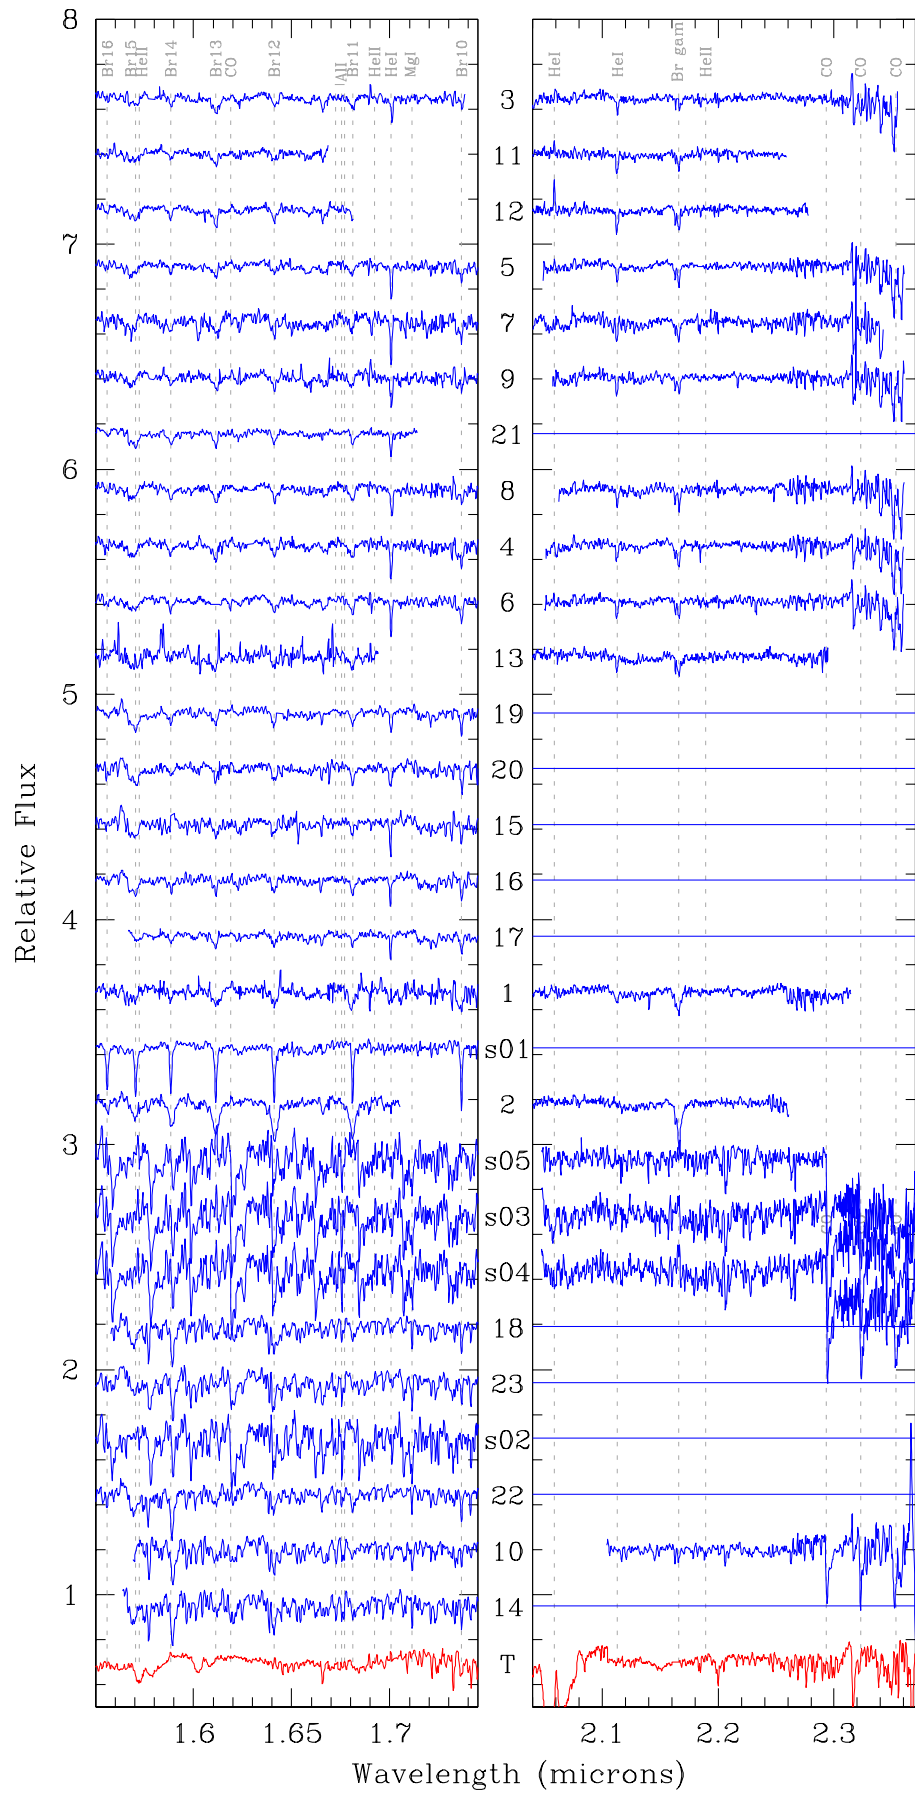 8
7
6
5
4
3
2
1
Relative Flux
Br16
Br15
HeII
Br14
Br13
CO
Br12
AlI
Br11
HeII
HeI
MgI
Br10
HeI
HeI
Br gam
HeII
CO
CO
CO
3
11
12
5
7
9
21
8
4
6
13
19
20
15
16
17
1
s01
2
s05
s03
s04
18
23
s02
22
10
14
T
1.6
1.65
1.7
2.1
2.2
2.3
Wavelength (microns)